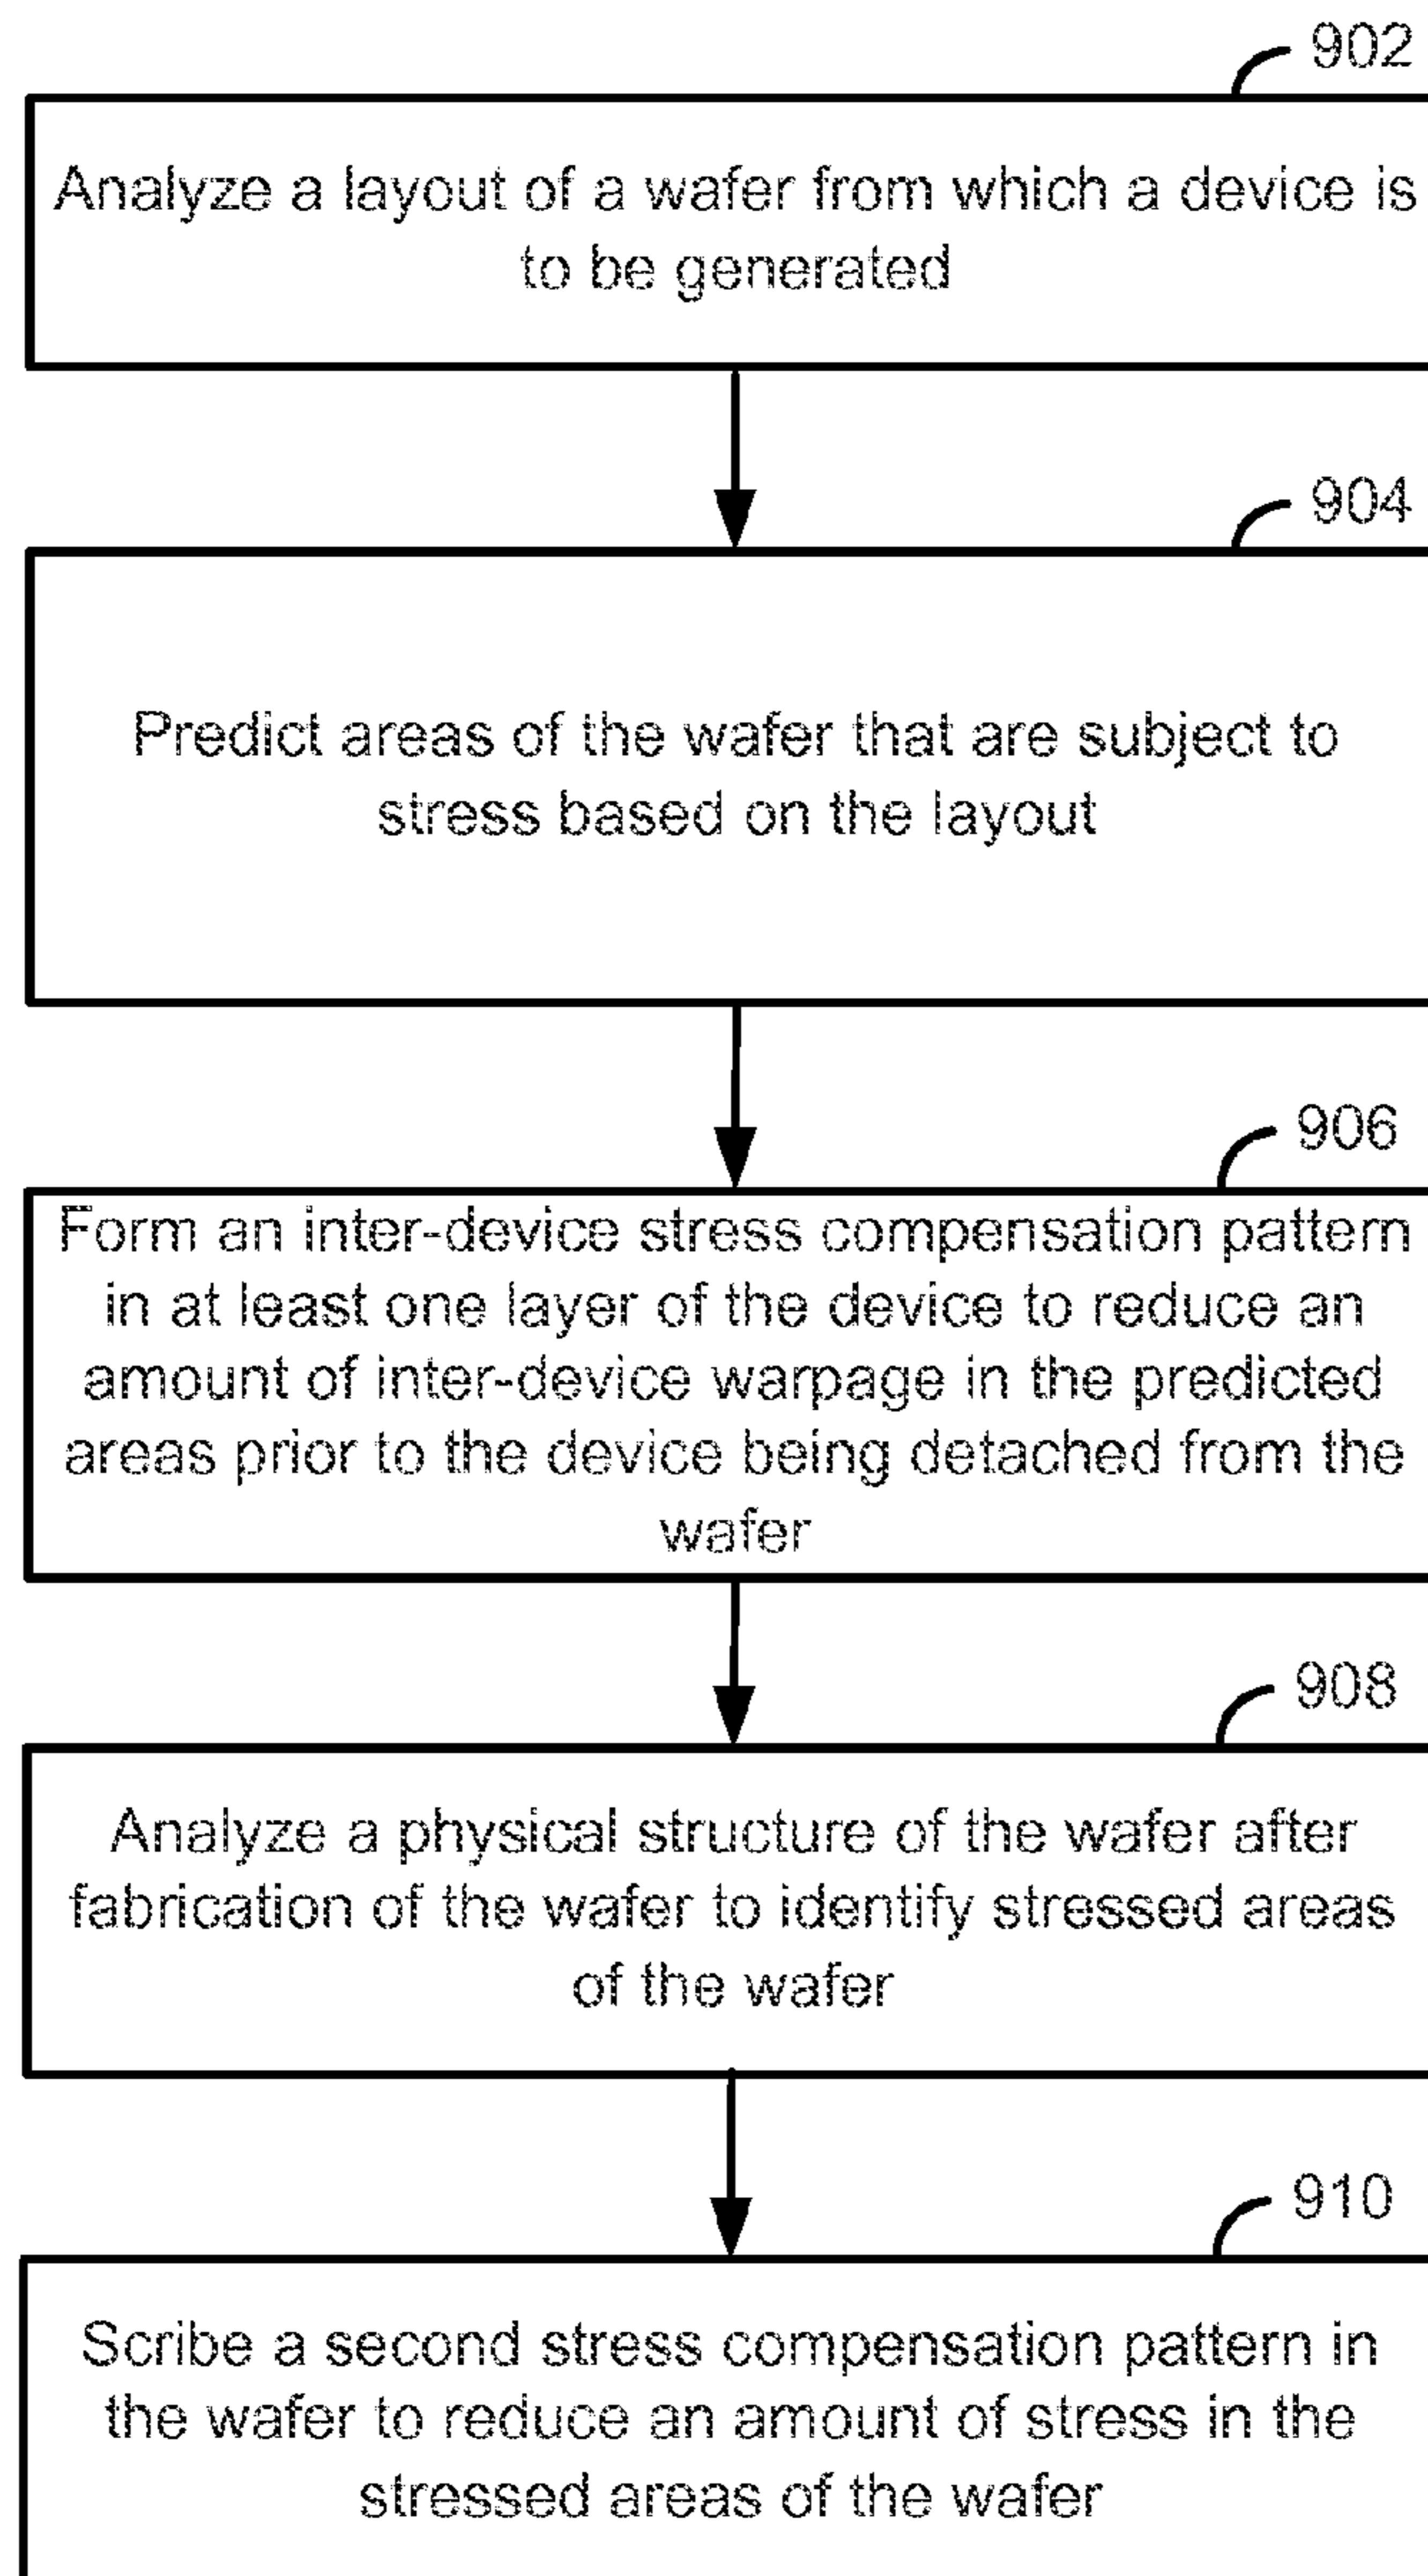 902
Analyze a layout of a wafer from which a device is
to be generated
904
Predict areas of the wafer that are subject to
stress based on the layout
906
Form an inter-device stress compensation pattern
in at least one layer of the device to reduce an
amount of inter-device warpage in the predicted
areas prior to the device being detached from the
wafer
908
Analyze a physical structure of the wafer after
fabrication of the wafer to identify stressed areas
of the wafer
910
Scribe a second stress compensation pattern in
the wafer to reduce an amount of stress in the
stressed areas of the wafer